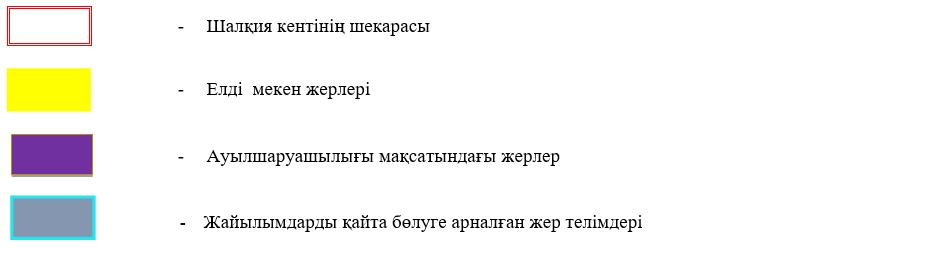 - Шалқия кентінің шекарасы
- Елді мекен жерлері
- Ауылшаруашылығы мақсатындағы жерлер
- Жайылымдарды қайта бөлуге арналған жер телімдері